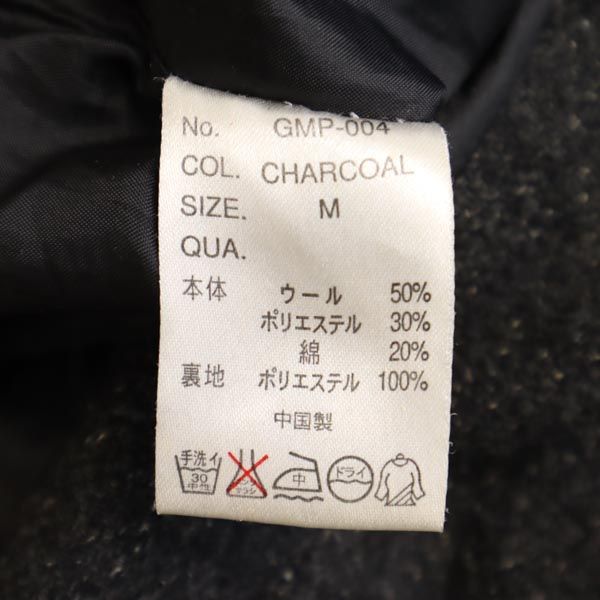 No. GMP-004
COL. CHARCOAL
SIZE. M
QUA.
本体 ウール 50%
ポリエステル 30%
綿 20%
裏地 ポリエステル 100%
中国製
手洗イ 30 中性 中 ドライ